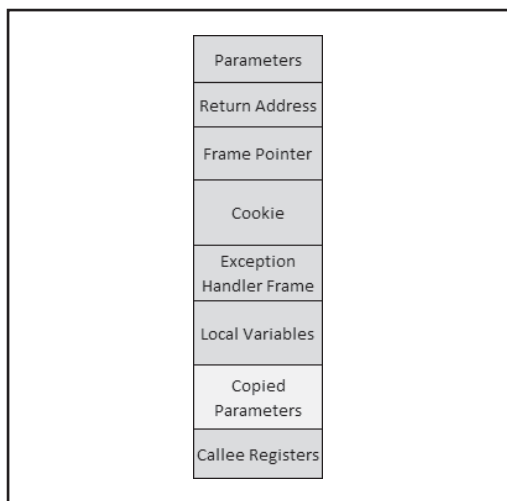 Parameters
Return Address
Frame Pointer
Cookie
Exception
Handler Frame
Local Variables
Copied
Parameters
Callee Registers